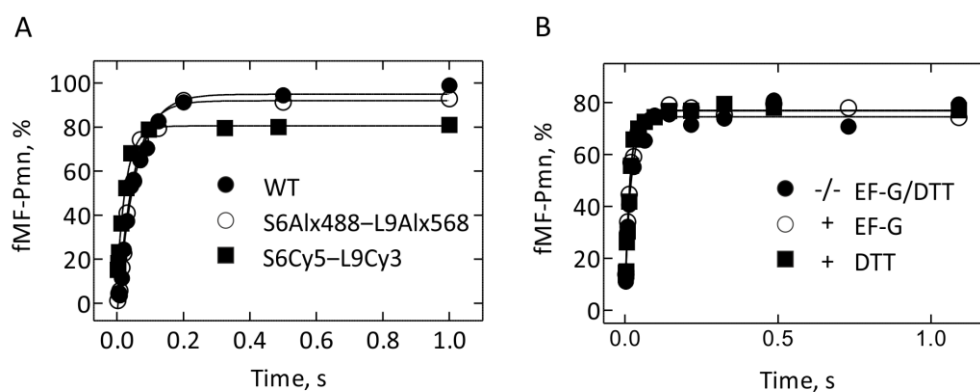 A
fMF-Pmn, %
100
80
60
40
20
0
WT
S6Alx488–L9Alx568
S6Cy5–L9Cy3
0.0 0.2 0.4 0.6 0.8 1.0
Time, s
B
fMF-Pmn, %
80
60
40
20
0
-/- EF-G/DTT
+ EF-G
+ DTT
0.0 0.5 1.0
Time, s